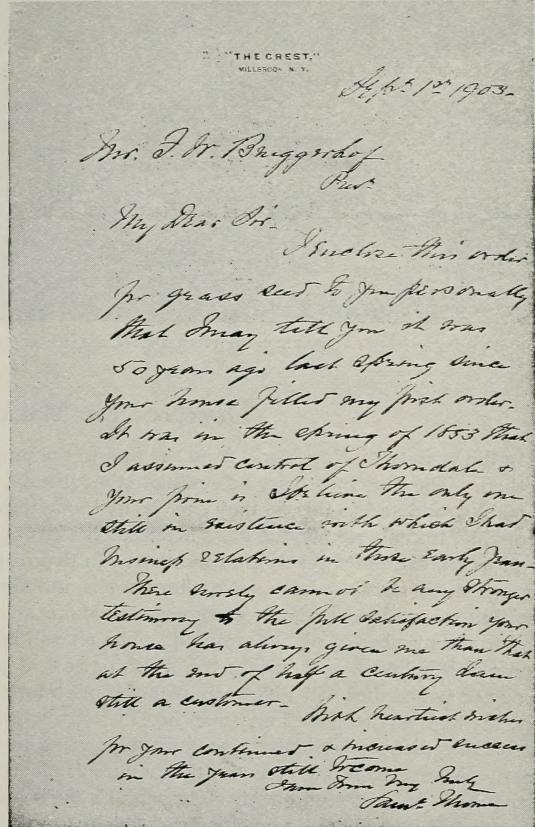 "THE CREST,"
MILLBROOK N. Y.
Sept. 1st 1903-
Mr. F. W. Bruggerhof
Prest.
My Dear Sir-
I enclose this order
for grass seed to you personally
that I may tell you it was
50 years ago last Spring since
your house filled my first order-
It was in the Spring of 1853 that
I assumed control of Thorndale &
your firm is I believe the only one
still in existence with which I had
business relations in those early years-
There surely cannot be any stronger
testimony to the full satisfaction your
house has always given me than that
at the end of half a century I am
still a customer- With heartiest wishes
for your continued & increased success
in the years still to come
I am Yours Very Truly
Saml Thorne